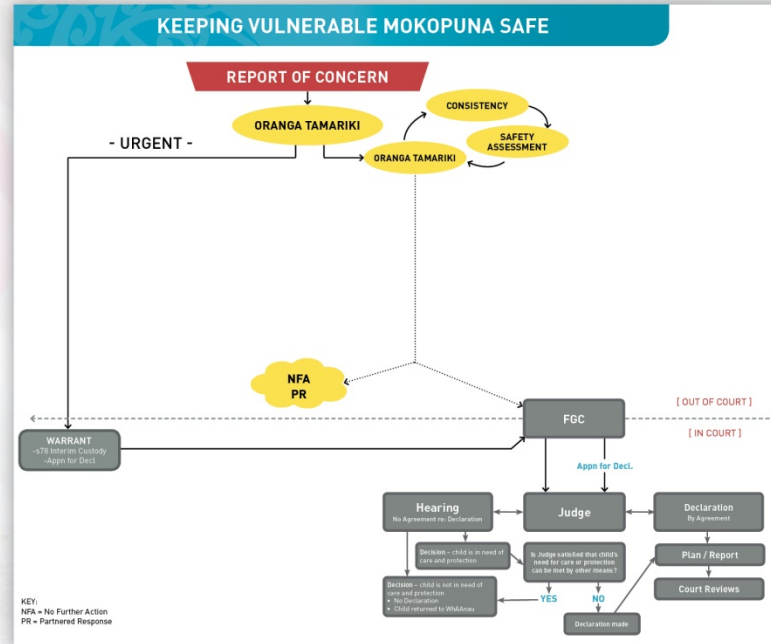 KEEPING VULNERABLE MOKOPUNA SAFE
REPORT OF CONCERN
ORANGA TAMARIKI
CONSISTENCY
SAFETY
ASSESSMENT
- URGENT -
ORANGA TAMARIKI
NFA
PR
FGC
[ OUT OF COURT ]
[ IN COURT ]
WARRANT
-s78 Interim Custody
-Appn for Decl
Appn for Decl.
Hearing
No Agreement re: Declaration
Judge
Declaration
By Agreement
Decision – child is in need of
care and protection
Is Judge satisfied that child's
need for care or protection
can be met by other means?
Plan / Report
Decision – child is not in need of
care and protection
• No Declaration
• Child returned to WhAAnau
YES
NO
Court Reviews
Declaration made
KEY:
NFA = No Further Action
PR = Partnered Response